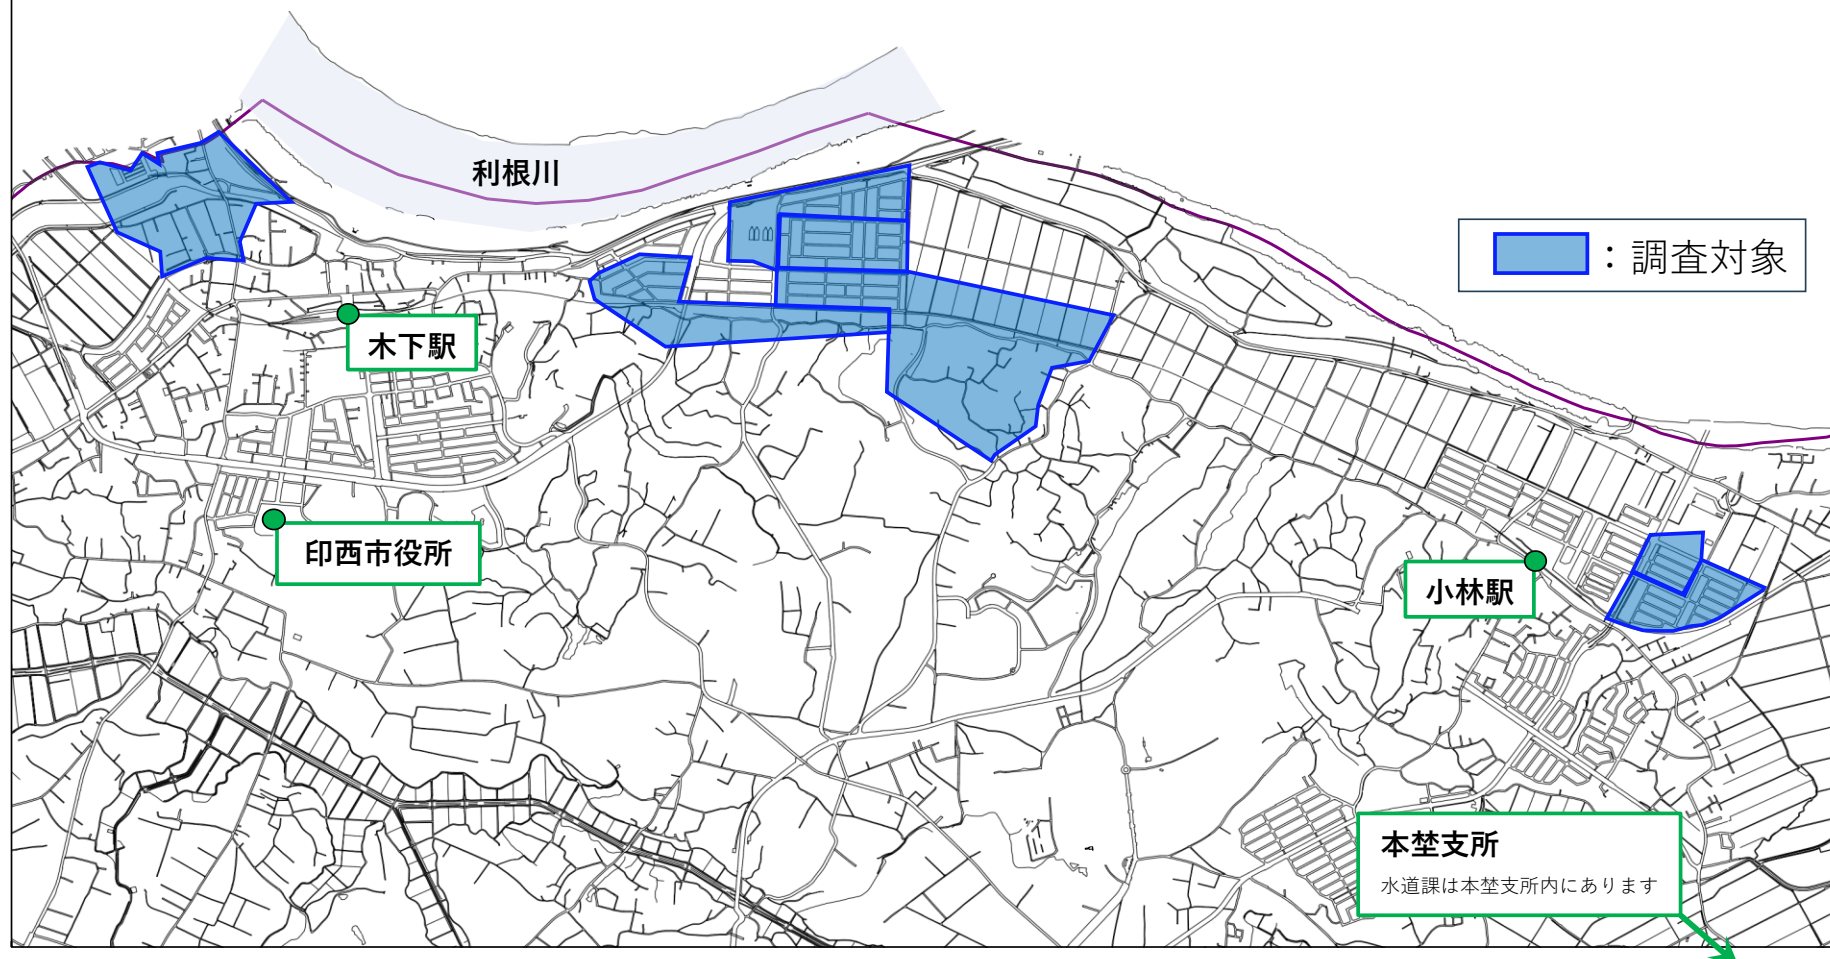 利根川
：調査対象
木下駅
印西市役所
小林駅
本埜支所
水道課は本埜支所内にあります